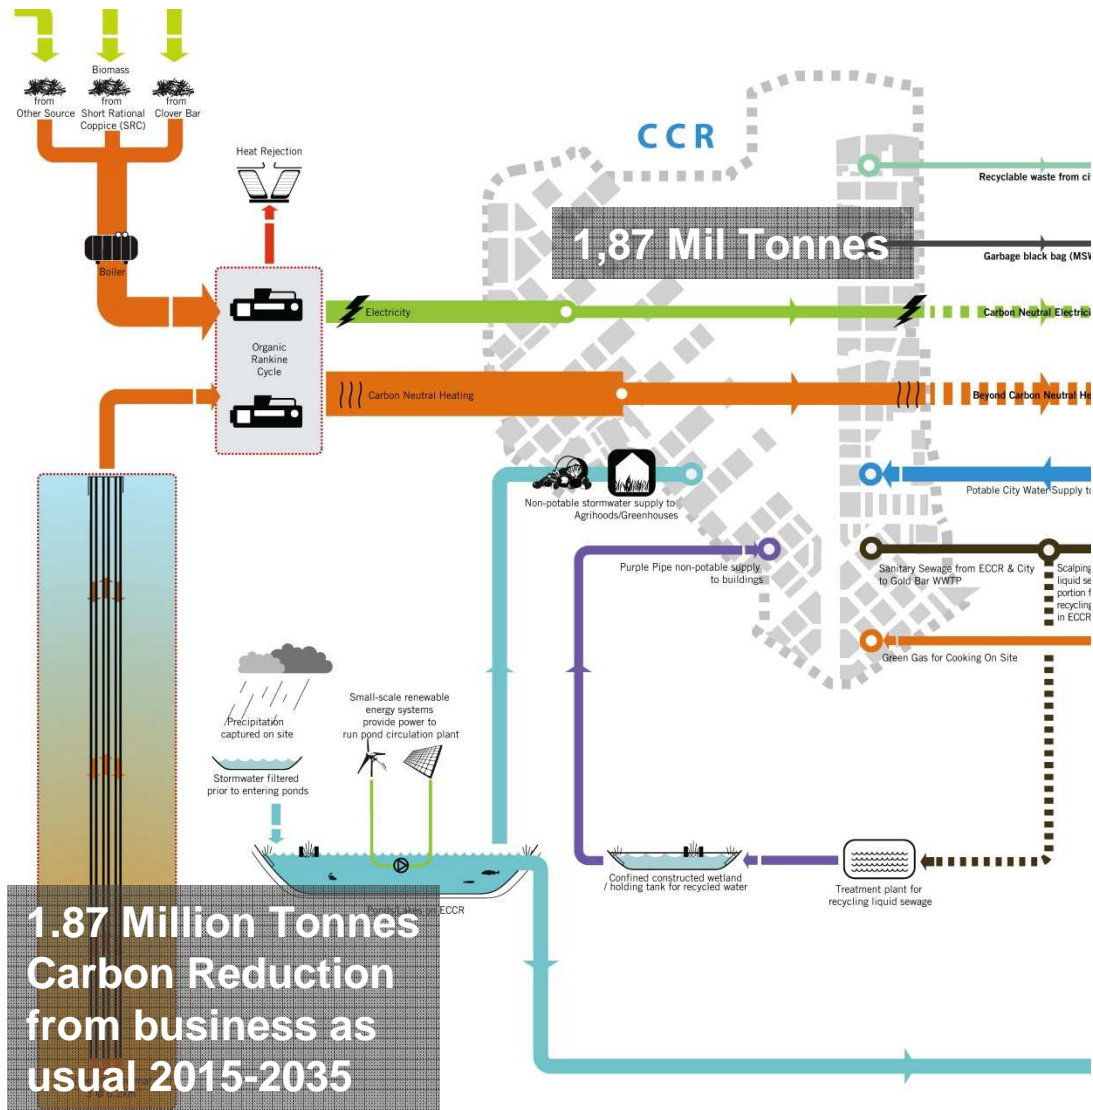 Biomass
from
Other Source
from
Short Rational
Coppice (SRC)
from
Clover Bar
Heat Rejection
CCR
Recyclable waste from
1,87 Mil Tonnes
Garbage black bag
Boiler
Electricity
Carbon Neutral
Organic
Rankine
Cycle
Carbon Neutral Heating
Beyond Carbon Neutral
Non-potable stormwater supply to
Agrihoods/Greenhouses
Potable City Water Supply
Purple Pipe non-potable supply
to buildings
Sanitary Sewage from ECCR & City
to Gold Bar WWTP
Scalping
liquid
portion
recycling
in ECCR
Green Gas for Cooking On Site
Precipitation
captured on site
Small-scale renewable
energy systems
provide power to
run pond circulation plant
Stormwater filtered
prior to entering ponds
Confined constructed wetland
/ holding tank for recycled water
Treatment plant for
recycling liquid sewage
Ponds/Lakes on ECCR
1.87 Million Tonnes
Carbon Reduction
from business as
usual 2015-2035